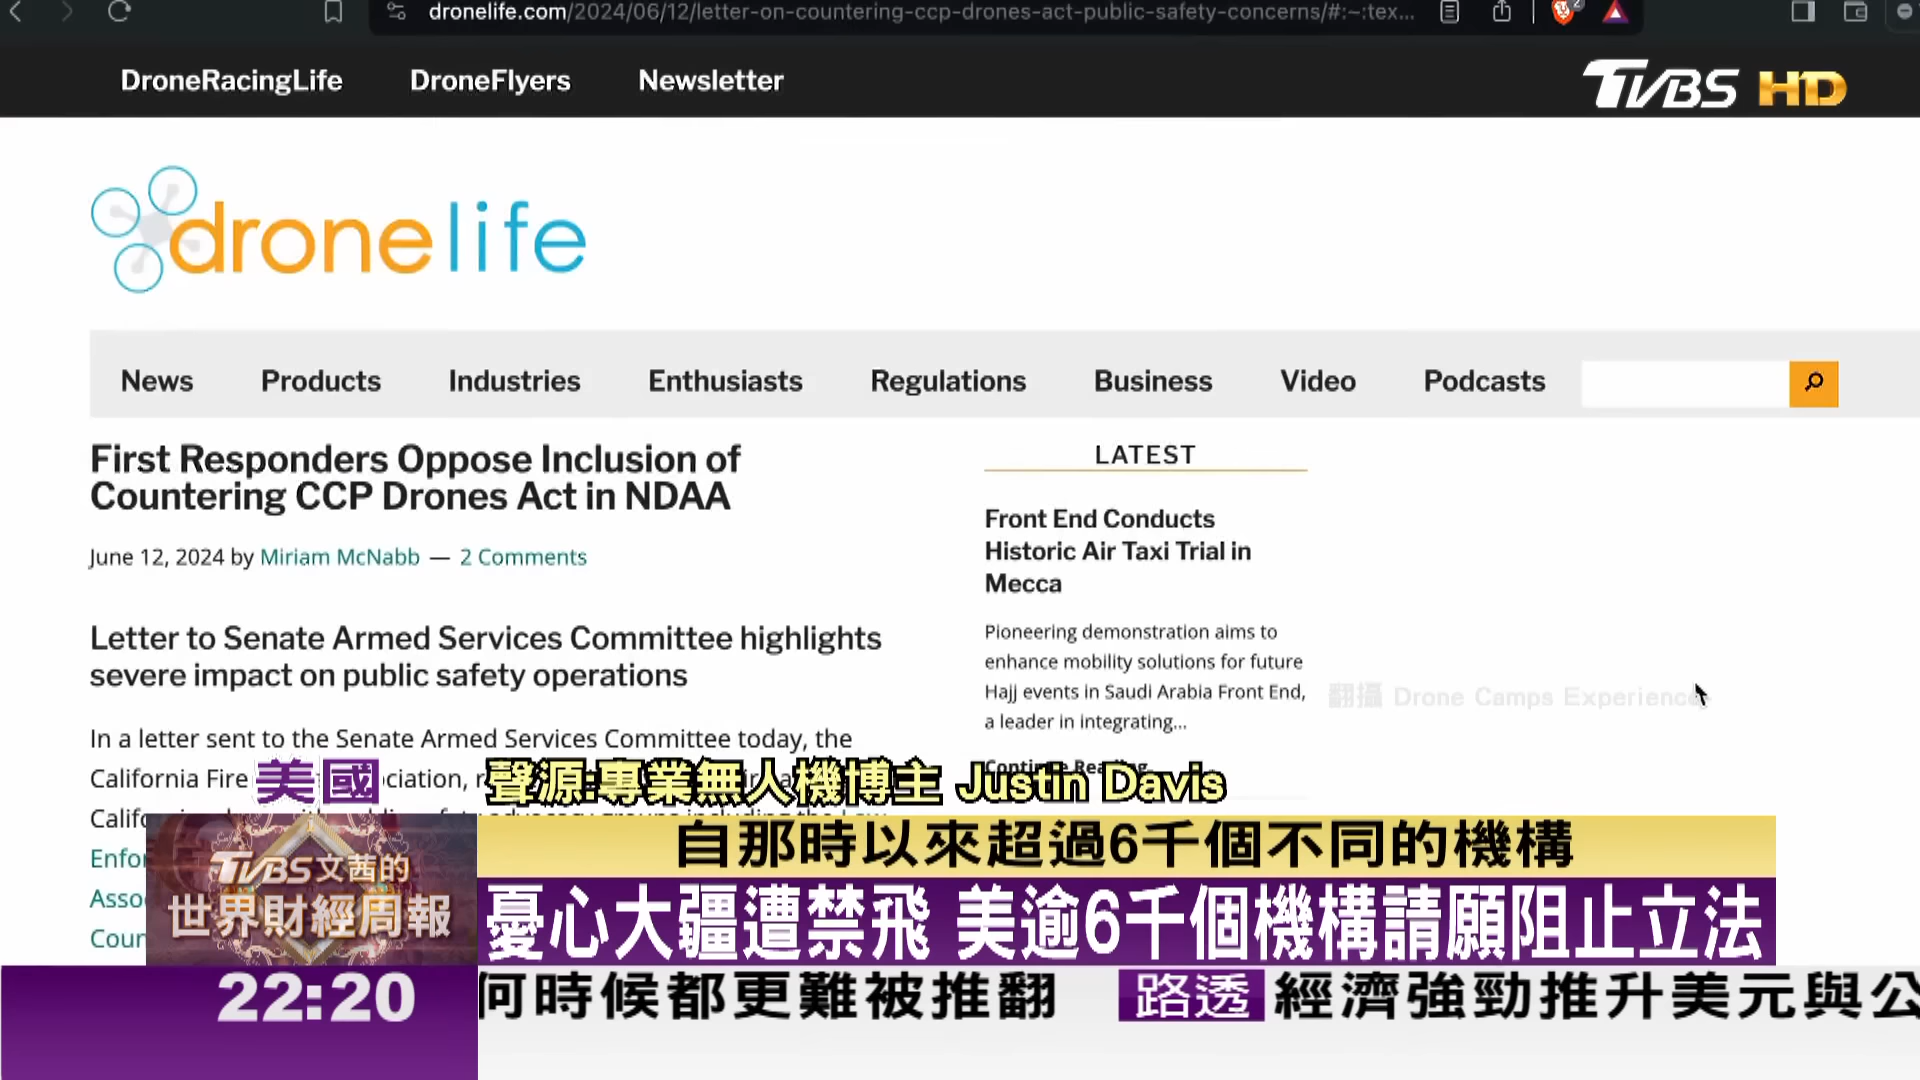 dronelife.com/2024/06/12/letter-on-countering-ccp-drones-act-public-safety-concerns/#:~:tex...
2
DroneRacingLife DroneFlyers Newsletter
TVBS HD
dronelife
News Products Industries Enthusiasts Regulations Business Video Podcasts
First Responders Oppose Inclusion of
Countering CCP Drones Act in NDAA
June 12, 2024 by Miriam McNabb — 2 Comments
Letter to Senate Armed Services Committee highlights
severe impact on public safety operations
In a letter sent to the Senate Armed Services Committee today, the
California Fire
LATEST
Front End Conducts
Historic Air Taxi Trial in
Mecca
Pioneering demonstration aims to
enhance mobility solutions for future
Hajj events in Saudi Arabia Front End,
a leader in integrating...
翻攝 Drone Camps Experience
美國
聲源:專業無人機博主 Justin Davis
自那時以來超過6千個不同的機構
TVBS文茜的
世界財經周報
憂心大疆遭禁飛 美逾6千個機構請願阻止立法
22:20
何時候都更難被推翻 路透 經濟強勁推升美元與公